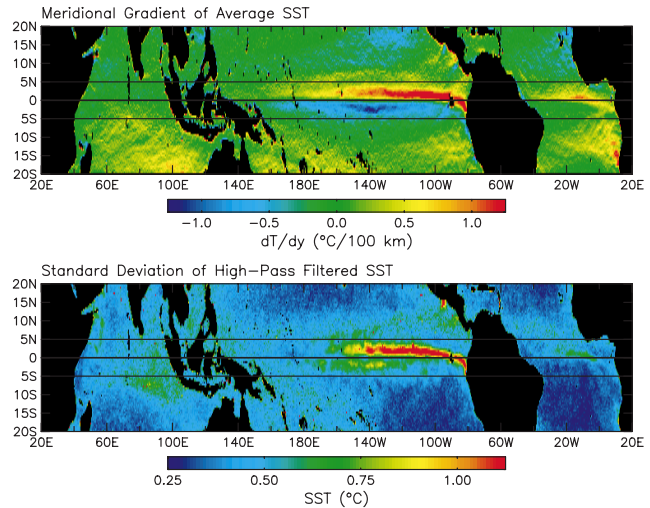 Meridional Gradient of Average SST
20N
15N
10N
5N
0
5S
10S
15S
20S
20E 60E 100E 140E 180E 140W 100W 60W 20W 20E
−1.0 −0.5 0.0 0.5 1.0
dT/dy (°C/100 km)
Standard Deviation of High−Pass Filtered SST
20N
15N
10N
5N
0
5S
10S
15S
20S
20E 60E 100E 140E 180E 140W 100W 60W 20W 20E
0.25 0.50 0.75 1.00
SST (°C)